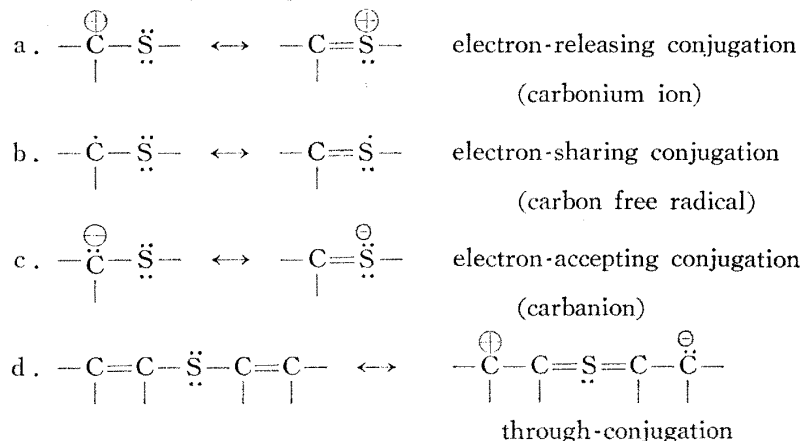 a. —C⊕—S̈— ↔ —C=S⊕— electron-releasing conjugation
(carbonium ion)
b. —Ċ—S̈— ↔ —C=Ṡ— electron-sharing conjugation
(carbon free radical)
c. —C̈⊖—S̈— ↔ —C=S̈⊖— electron-accepting conjugation
(carbanion)
d. —C=C—S̈—C=C— ↔ —C⊕—C=S=C—C̈⊖—
through-conjugation